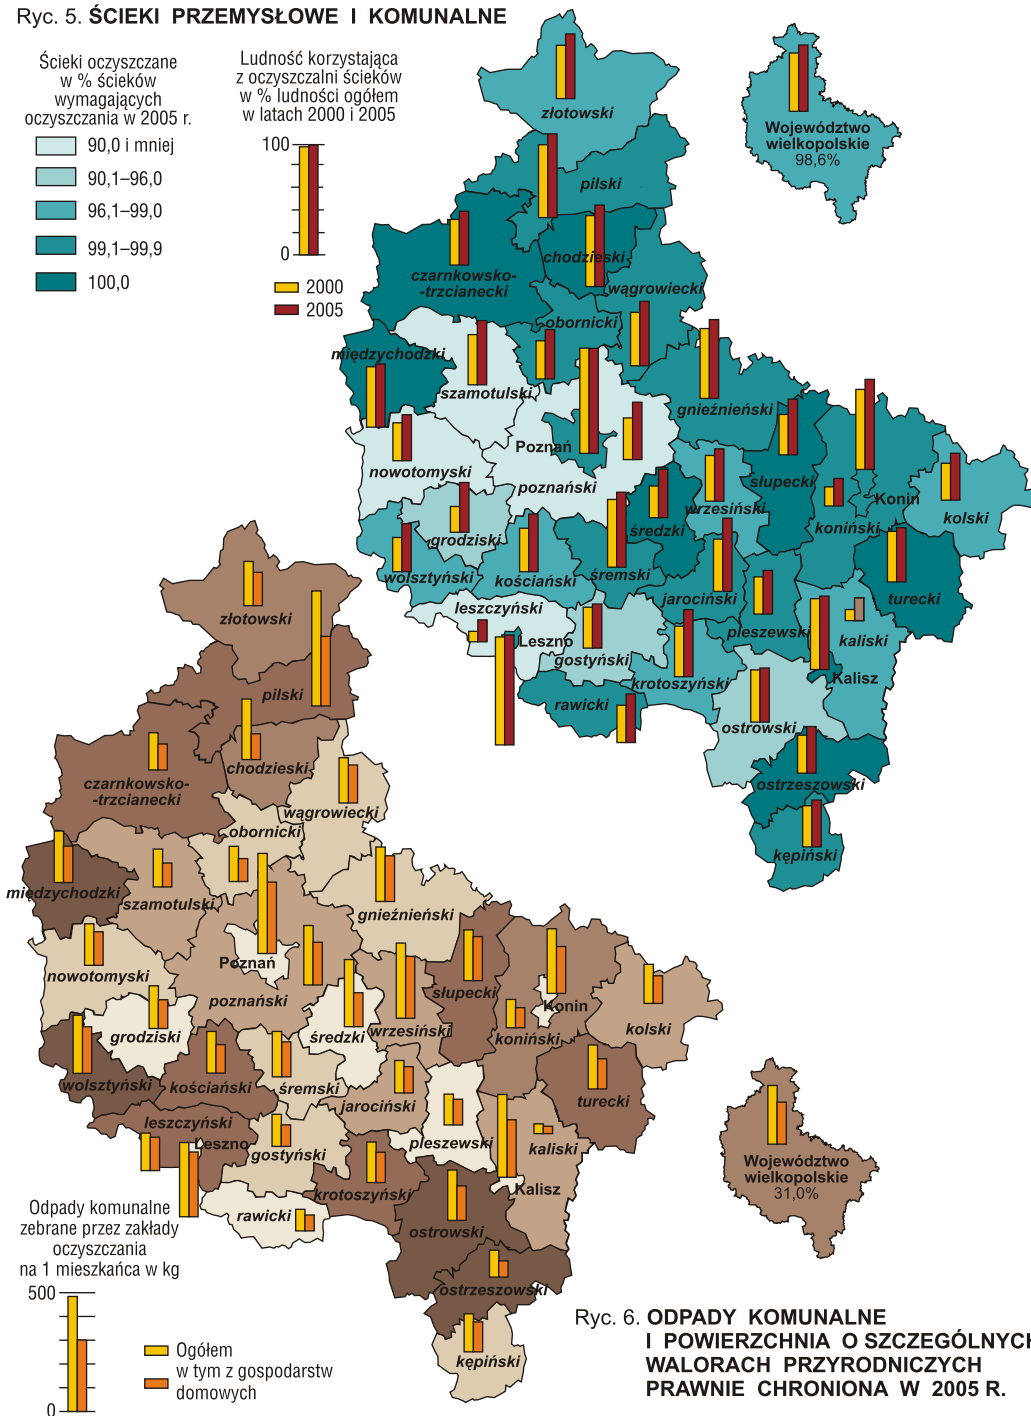 Ryc. 5. ŚCIEKI PRZEMYSŁOWE I KOMUNALNE
Ścieki oczyszczane
w % ścieków
wymagających
oczyszczania w 2005 r.
90,0 i mniej
90,1–96,0
96,1–99,0
99,1–99,9
100,0
Ludność korzystająca
z oczyszczalni ścieków
w % ludności ogółem
w latach 2000 i 2005
100
0
2000
2005
Województwo
wielkopolskie
98,6%
złotowski
pilski
chodzieski
czarnkowsko-
-trzcianecki
wągrowiecki
obornicki
międzychodzki
szamotulski
gnieźnieński
Poznań
nowotomyski
poznański
słupecki
wrzesiński
Konin
koniński
kolski
grodziski
średzki
wolsztyński
kościański
śremski
jarociński
turecki
leszczyński
Leszno
gostyński
pleszewski
kaliski
krotoszyński
Kalisz
rawicki
ostrowski
ostrzeszowski
kępiński
złotowski
pilski
chodzieski
czarnkowsko-
-trzcianecki
wągrowiecki
obornicki
międzychodzki
szamotulski
gnieźnieński
Poznań
nowotomyski
poznański
słupecki
Konin
koniński
kolski
grodziski
średzki
wrzesiński
wolsztyński
kościański
śremski
jarociński
turecki
leszczyński
Leszno
gostyński
pleszewski
kaliski
krotoszyński
Kalisz
rawicki
ostrowski
ostrzeszowski
kępiński
Województwo
wielkopolskie
31,0%
Odpady komunalne
zebrane przez zakłady
oczyszczania
na 1 mieszkańca w kg
500
0
Ogółem
w tym z gospodarstw
domowych
Ryc. 6. ODPADY KOMUNALNE
I POWIERZCHNIA O SZCZEGÓLNYCH
WALORACH PRZYRODNICZYCH
PRAWNIE CHRONIONA W 2005 R.